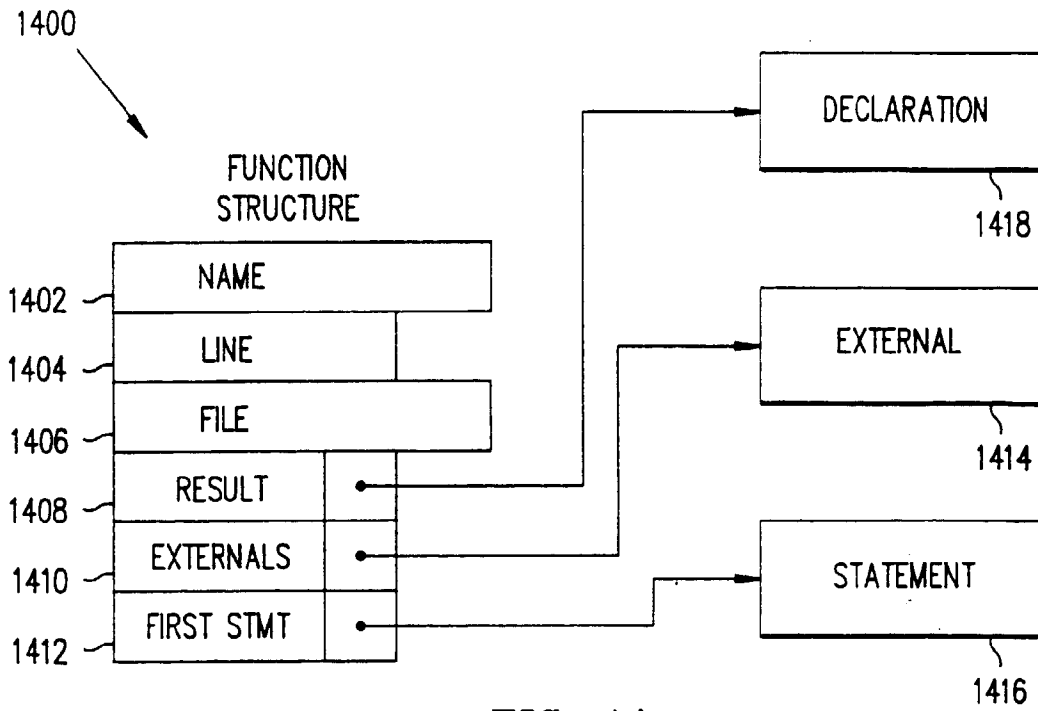 1400
FUNCTION
STRUCTURE
1402
NAME
1404
LINE
1406
FILE
1408
RESULT
1410
EXTERNALS
1412
FIRST STMT
DECLARATION
1418
EXTERNAL
1414
STATEMENT
1416